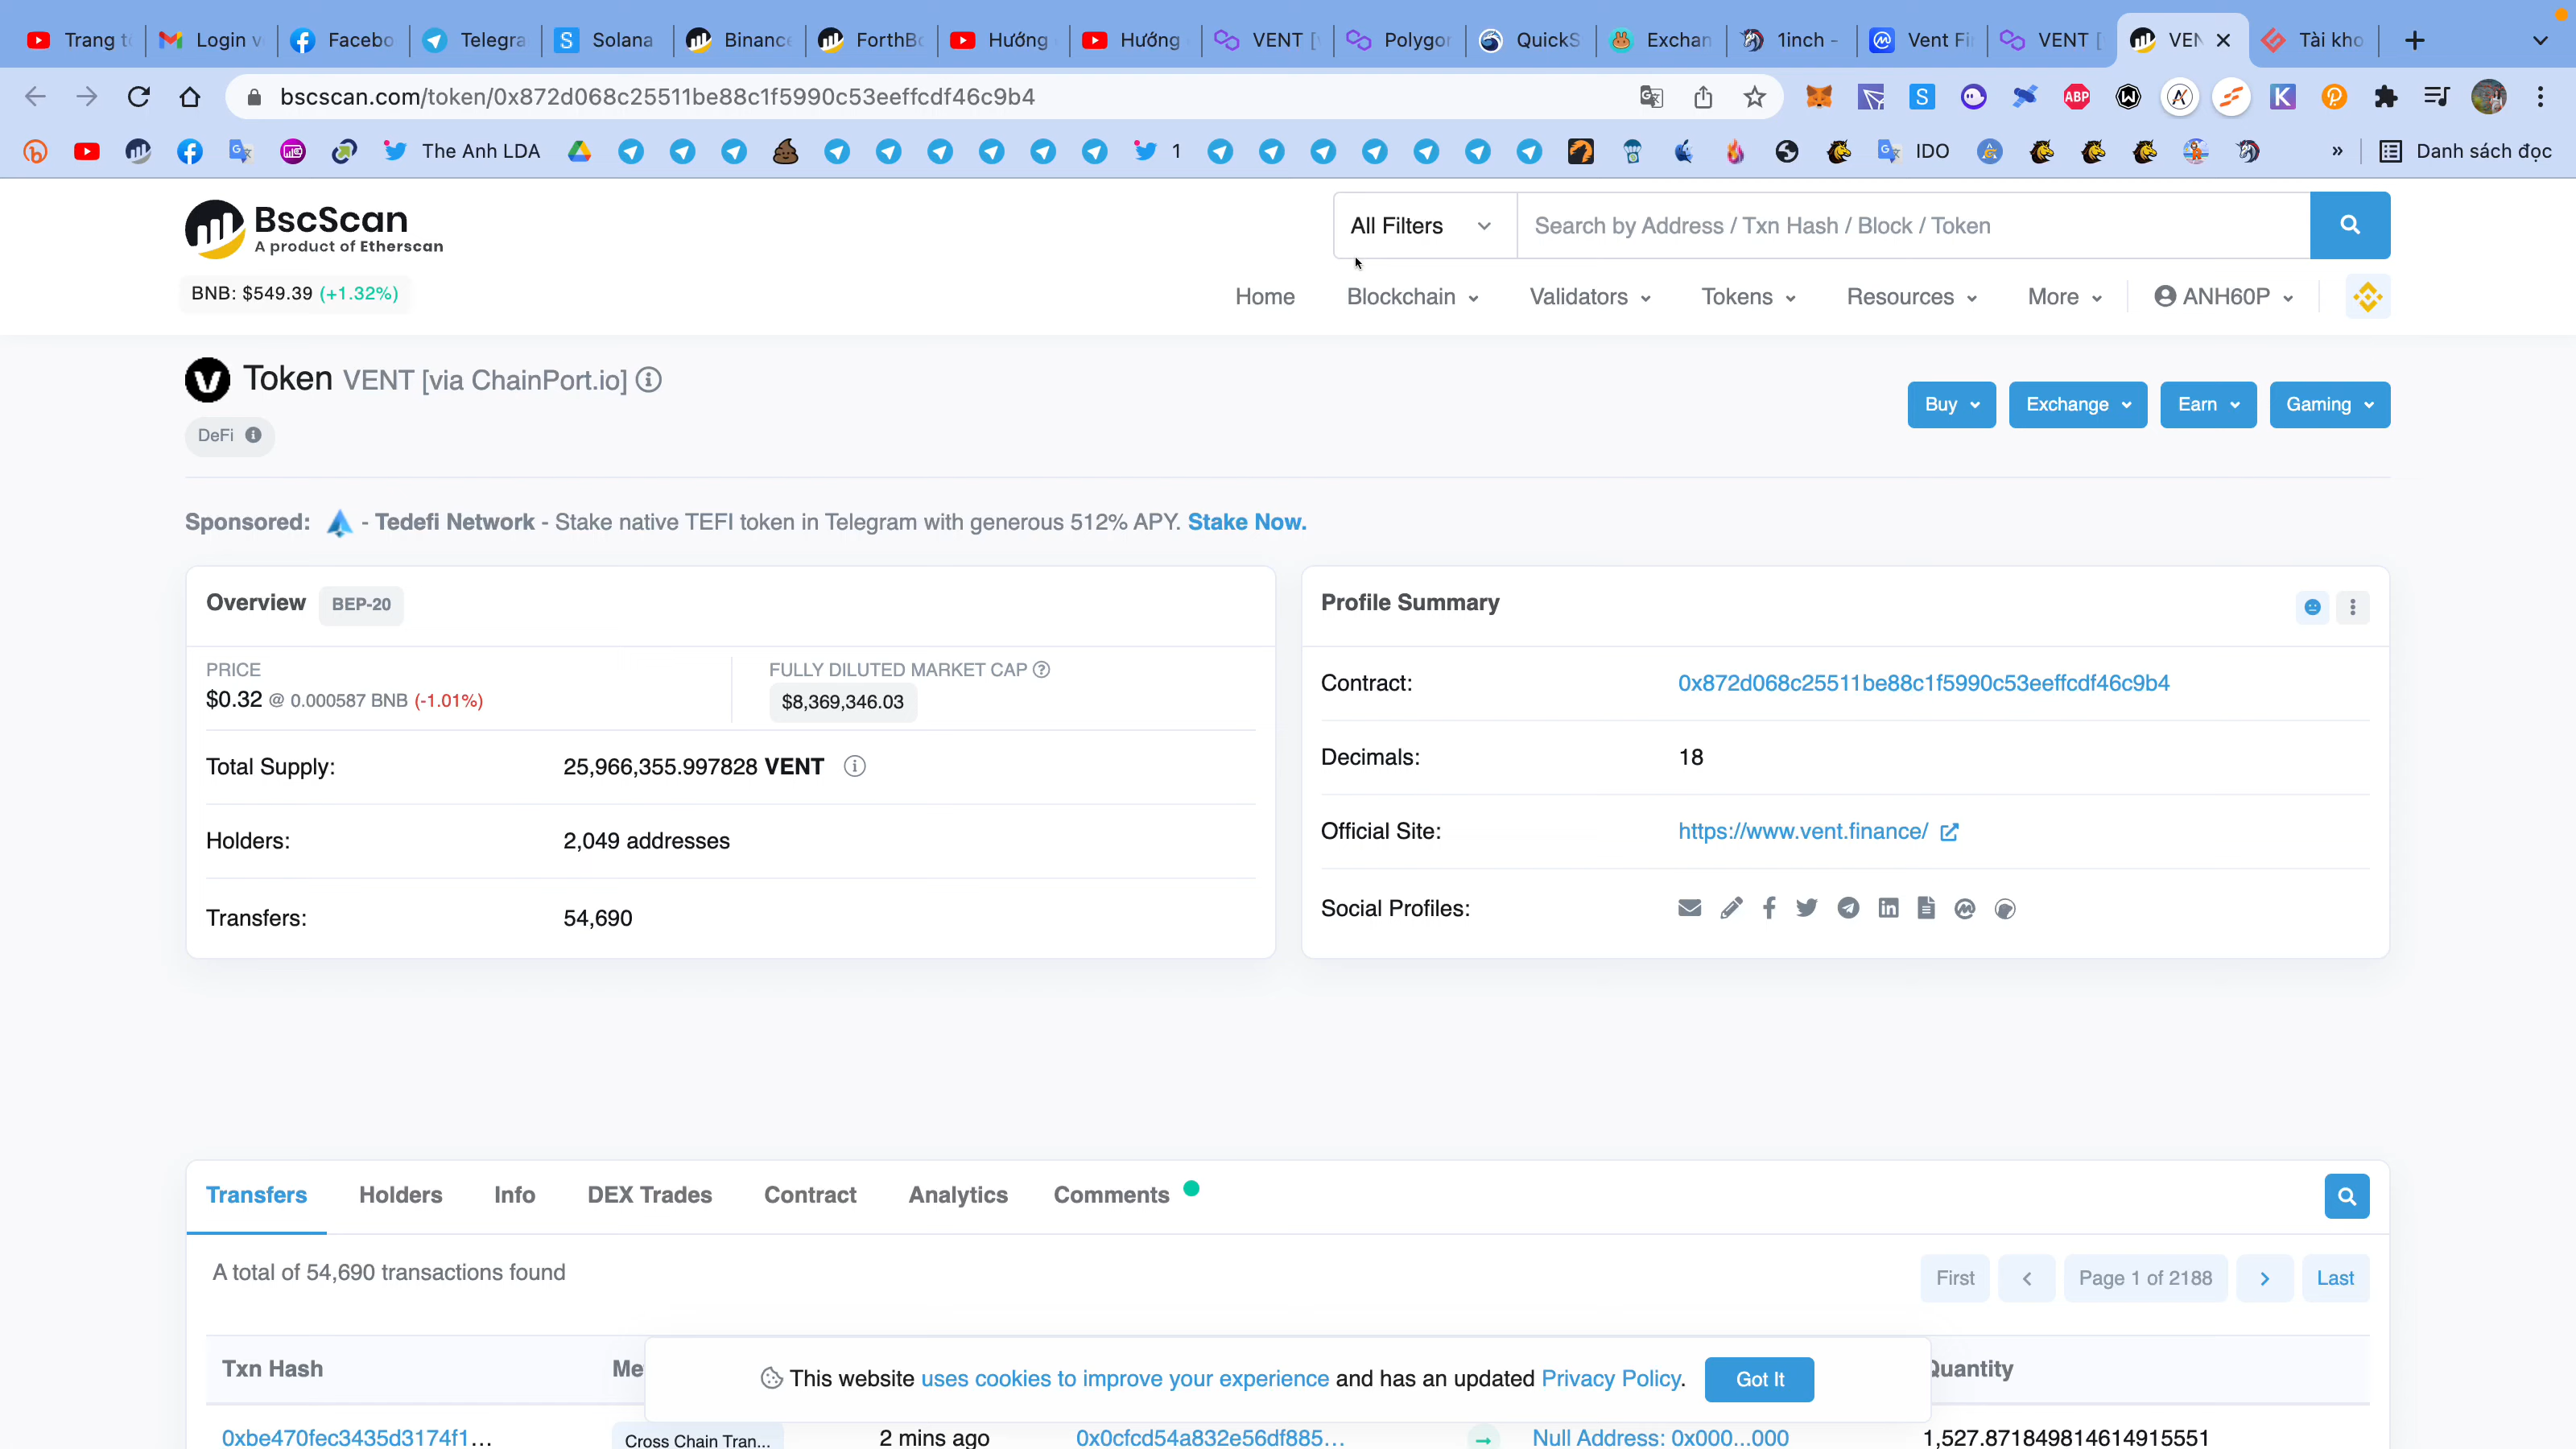 Trang t
Login v
Facebo
Telegra
Solana
Binance
ForthBo
Hướng
Hướng
VENT [
Polygon
QuickS
Exchan
1inch -
Vent Fi
VENT [
VEN
Tài kho
bscscan.com/token/0x872d068c25511be88c1f5990c53eeffcdf46c9b4
The Anh LDA
1
IDO
» Danh sách đọc
BscScan
A product of Etherscan
All Filters
Search by Address / Txn Hash / Block / Token
BNB: $549.39 (+1.32%)
Home Blockchain Validators Tokens Resources More ANH60P
Token VENT [via ChainPort.io]
DeFi
Buy Exchange Earn Gaming
Sponsored: - Tedefi Network - Stake native TEFI token in Telegram with generous 512% APY. Stake Now.
Overview BEP-20
PRICE
$0.32 @ 0.000587 BNB (-1.01%)
FULLY DILUTED MARKET CAP
$8,369,346.03
Total Supply: 25,966,355.997828 VENT
Holders: 2,049 addresses
Transfers: 54,690
Profile Summary
Contract: 0x872d068c25511be88c1f5990c53eeffcdf46c9b4
Decimals: 18
Official Site: https://www.vent.finance/
Social Profiles:
Transfers Holders Info DEX Trades Contract Analytics Comments
A total of 54,690 transactions found
First Page 1 of 2188 Last
Txn Hash Me Quantity
This website uses cookies to improve your experience and has an updated Privacy Policy. Got It
0xbe470fec3435d3174f1... Cross Chain Tran... 2 mins ago 0x0cfcd54a832e56df885... Null Address: 0x000...000 1,527.871849814614915551